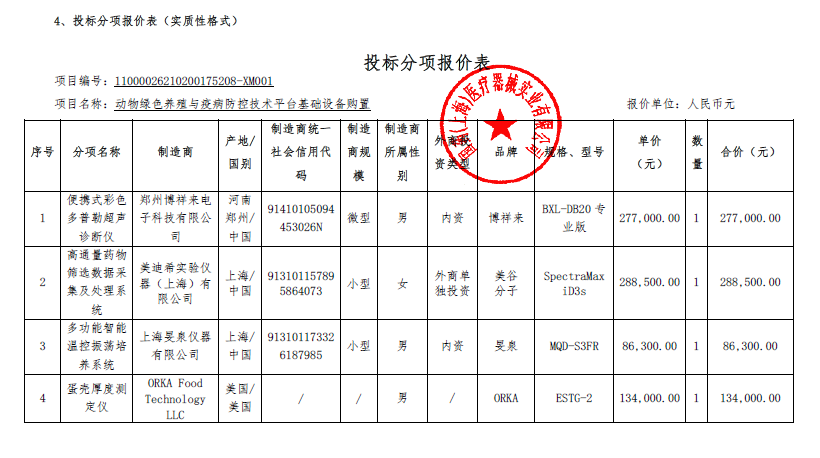 4、投标分项报价表（实质性格式）
投标分项报价表
项目编号：11000026210200175208-XM001
项目名称：动物绿色养殖与疫病防控技术平台基础设备购置 报价单位：人民币元
序号 分项名称 制造商 产地/国别 制造商统一社会信用代码 制造商规模 制造商所属性别 外商投资类型 品牌 规格、型号 单价（元） 数量 合价（元）
1 便携式彩色多普勒超声诊断仪 郑州博祥来电子科技有限公司 河南郑州/中国 91410105094453026N 微型 男 内资 博祥来 BXL-DB20 专业版 277,000.00 1 277,000.00
2 高通量药物筛选数据采集及处理系统 美迪希实验仪器（上海）有限公司 上海/中国 913101157895864073 小型 女 外商单独投资 美谷分子 SpectraMax iD3s 288,500.00 1 288,500.00
3 多功能智能温控振荡培养系统 上海旻泉仪器有限公司 上海/中国 913101173326187985 小型 男 内资 旻泉 MQD-S3FR 86,300.00 1 86,300.00
4 蛋壳厚度测定仪 ORKA Food Technology LLC 美国/美国 / / 男 / ORKA ESTG-2 134,000.00 1 134,000.00
(上海)医疗器械实业有限公司